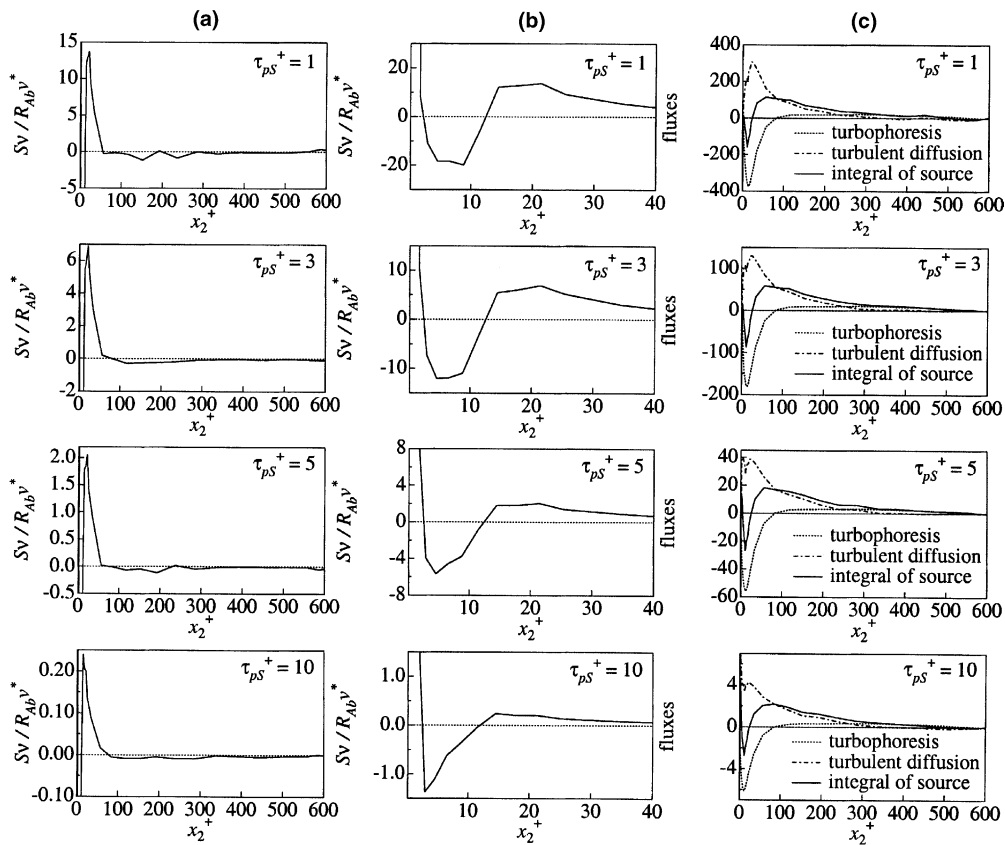 (a) (b) (c)
Sν / R_Ab v*
15
10
5
0
-5
τ_pS^+ = 1
0 100 200 300 400 500 600
x_2^+
Sν / R_Ab v*
20
0
-20
τ_pS^+ = 1
0 10 20 30 40
x_2^+
fluxes
400
200
0
-200
-400
τ_pS^+ = 1
turbophoresis
turbulent diffusion
integral of source
0 100 200 300 400 500 600
x_2^+
Sν / R_Ab v*
6
4
2
0
-2
τ_pS^+ = 3
0 100 200 300 400 500 600
x_2^+
Sν / R_Ab v*
10
0
-10
τ_pS^+ = 3
0 10 20 30 40
x_2^+
fluxes
100
0
-100
-200
τ_pS^+ = 3
turbophoresis
turbulent diffusion
integral of source
0 100 200 300 400 500 600
x_2^+
Sν / R_Ab v*
2.0
1.5
1.0
0.5
0.0
-0.5
τ_pS^+ = 5
0 100 200 300 400 500 600
x_2^+
Sν / R_Ab v*
8
4
0
-4
-8
τ_pS^+ = 5
0 10 20 30 40
x_2^+
fluxes
40
20
0
-20
-40
-60
τ_pS^+ = 5
turbophoresis
turbulent diffusion
integral of source
0 100 200 300 400 500 600
x_2^+
Sν / R_Ab v*
0.20
0.10
0.00
-0.10
τ_pS^+ = 10
0 100 200 300 400 500 600
x_2^+
Sν / R_Ab v*
1.0
0.0
-1.0
τ_pS^+ = 10
0 10 20 30 40
x_2^+
fluxes
4
0
-4
τ_pS^+ = 10
turbophoresis
turbulent diffusion
integral of source
0 100 200 300 400 500 600
x_2^+